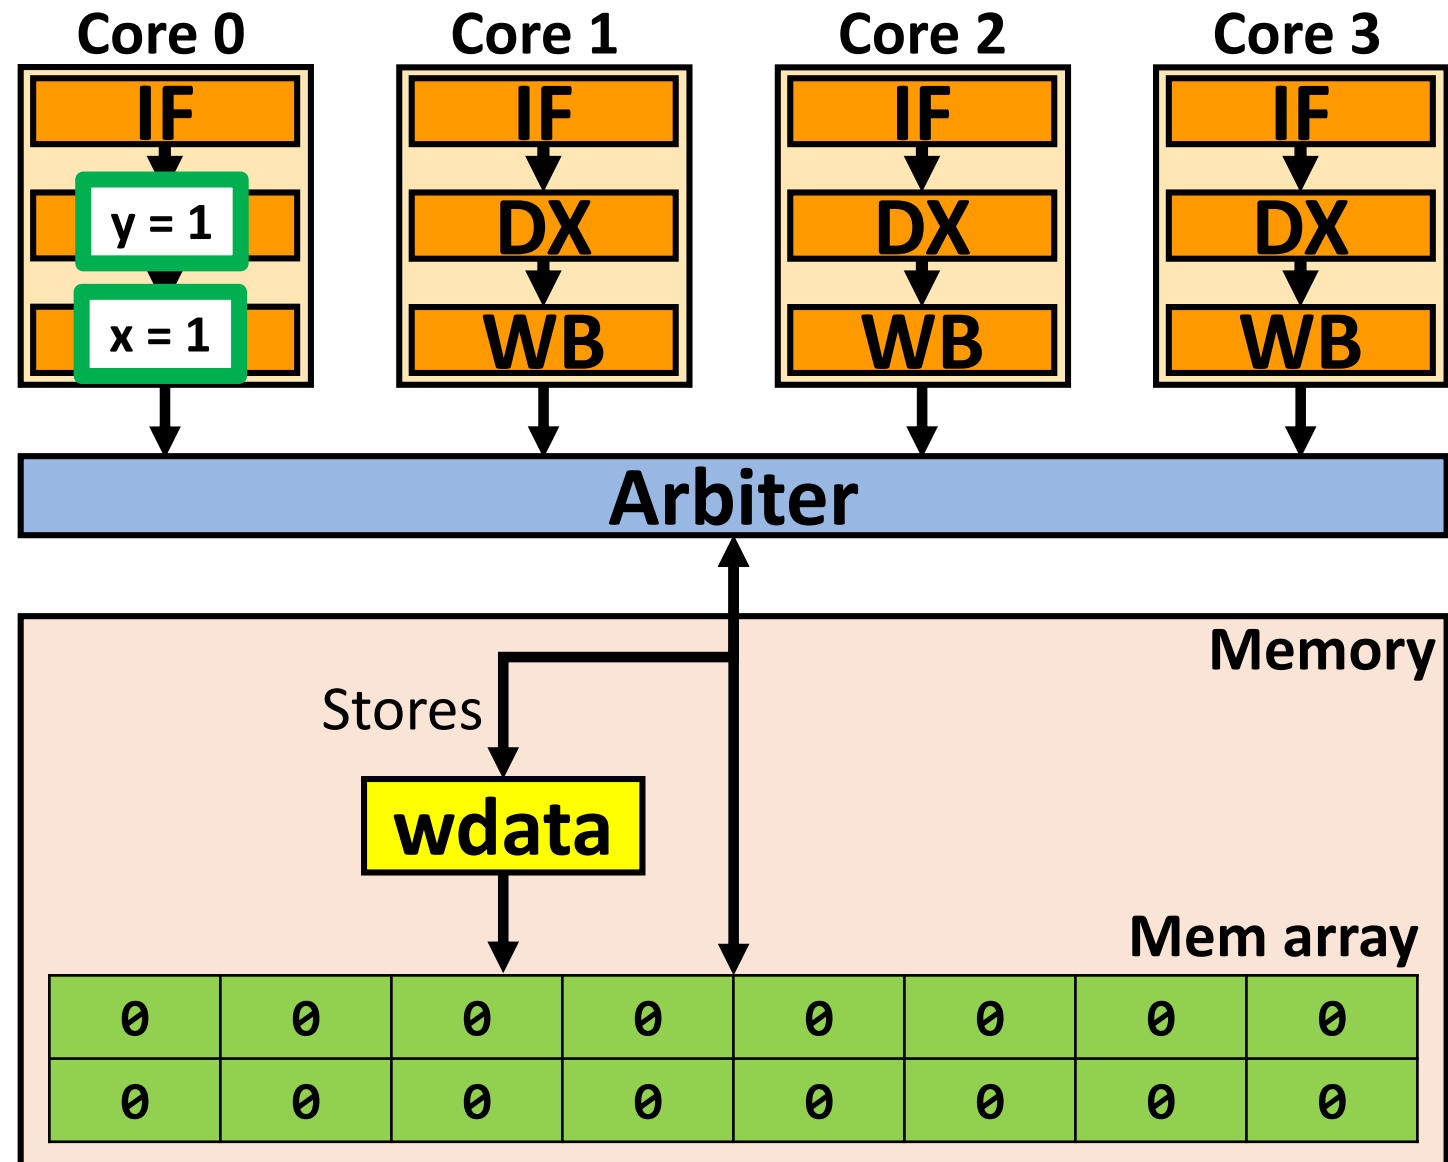 Core 0 Core 1 Core 2 Core 3
IF IF IF IF
y = 1 DX DX DX
x = 1 WB WB WB
Arbiter
Memory
Stores
wdata
Mem array
0 0 0 0 0 0 0 0
0 0 0 0 0 0 0 0